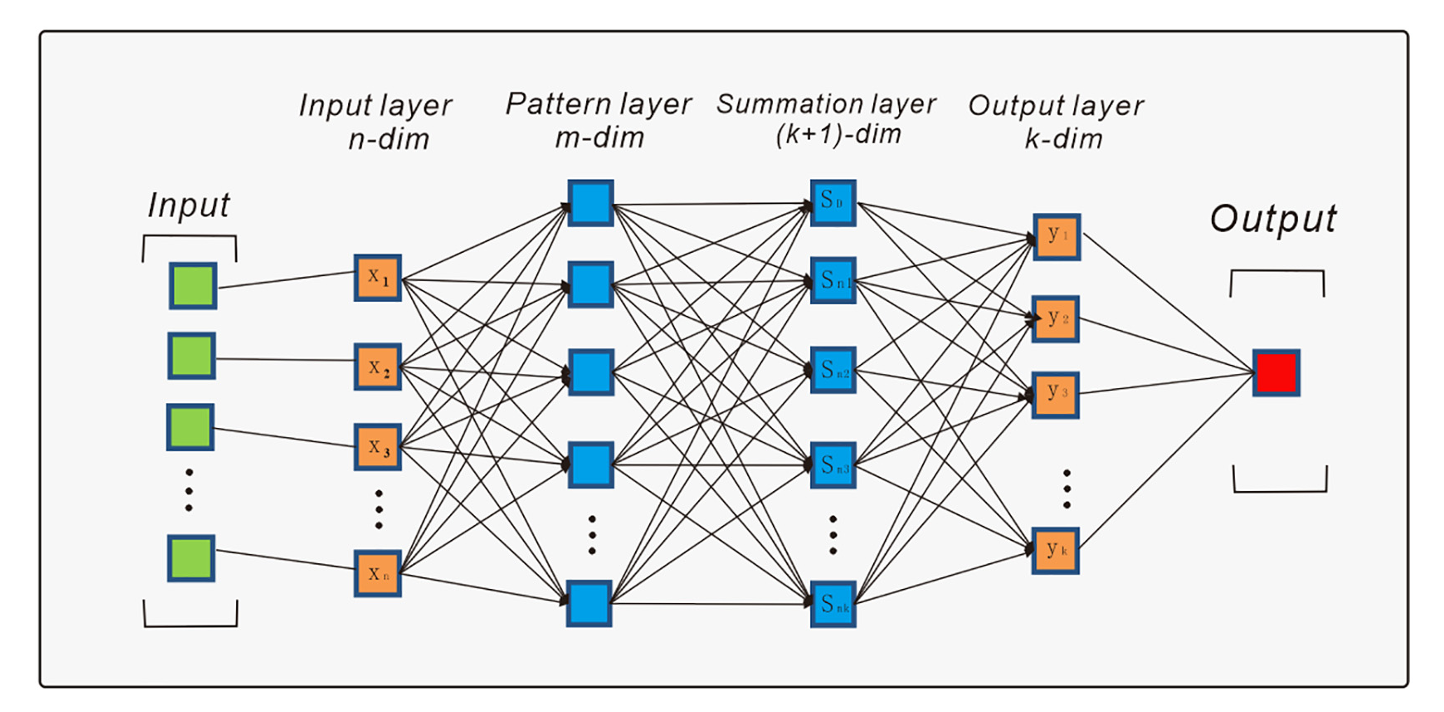 Input layer
n-dim
Pattern layer
m-dim
Summation layer
(k+1)-dim
Output layer
k-dim
Input
Output
x1
x2
x3
xn
SD
Sn1
Sn2
Sn3
Snk
y1
y2
y3
yk